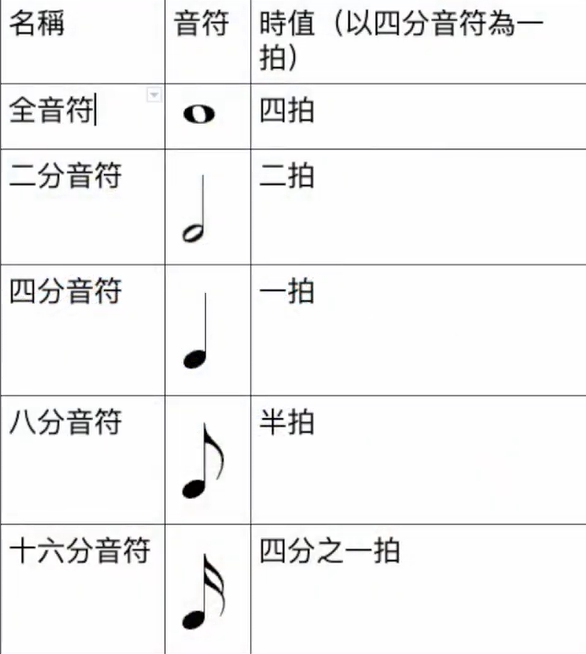 名稱 音符 時值（以四分音符為一
拍）
全音符 四拍
二分音符 二拍
四分音符 一拍
八分音符 半拍
十六分音符 四分之一拍